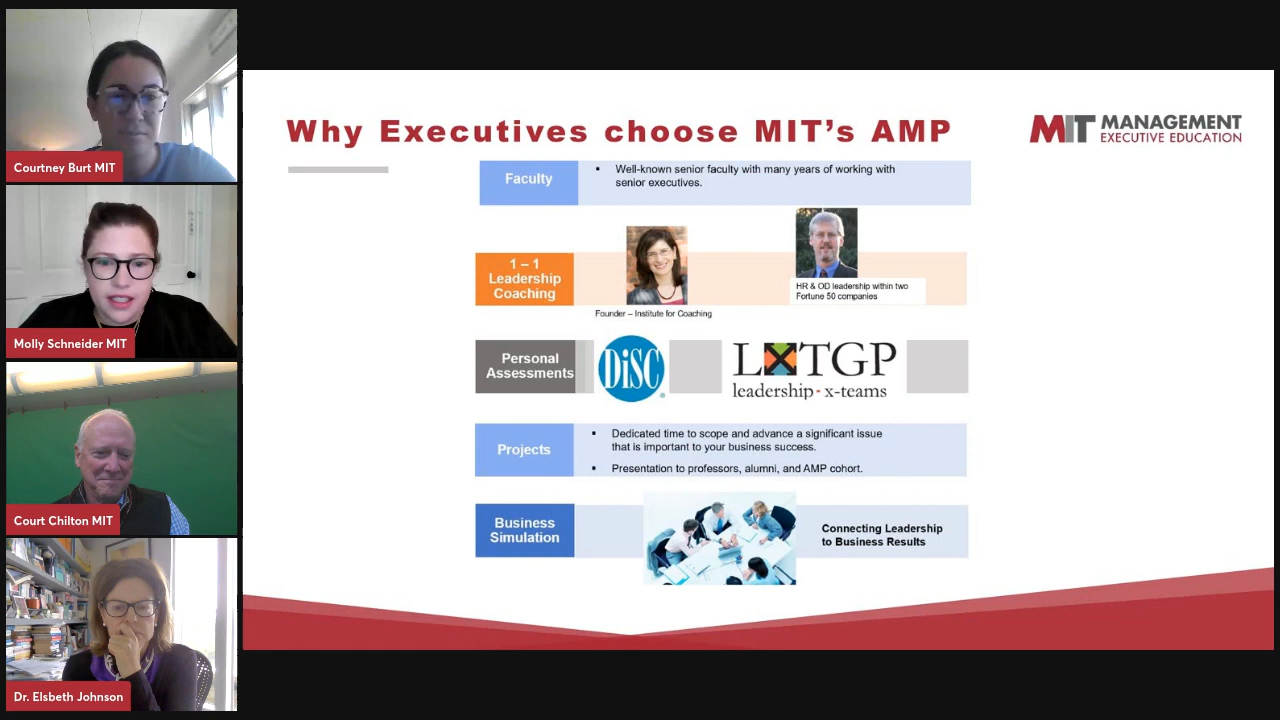 Courtney Burt MIT
Molly Schneider MIT
Court Chilton MIT
Dr. Elsbeth Johnson
Why Executives choose MIT's AMP
MIT MANAGEMENT
EXECUTIVE EDUCATION
Faculty
▪ Well-known senior faculty with many years of working with
senior executives.
1 – 1
Leadership
Coaching
Founder – Institute for Coaching
HR & OD leadership within two
Fortune 50 companies
Personal
Assessments
DiSC
®
LXTGP
leadership · x-teams
Projects
▪ Dedicated time to scope and advance a significant issue
that is important to your business success.
▪ Presentation to professors, alumni, and AMP cohort.
Business
Simulation
Connecting Leadership
to Business Results